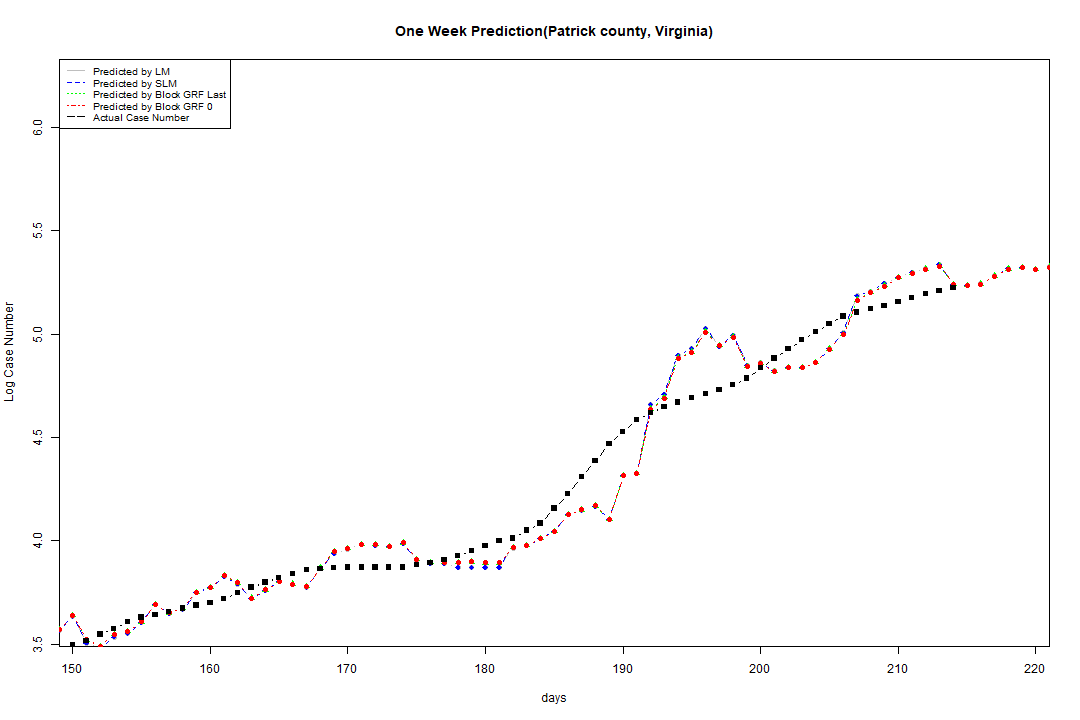 One Week Prediction(Patrick county, Virginia)
Predicted by LM
Predicted by SLM
Predicted by Block GRF Last
Predicted by Block GRF 0
Actual Case Number
6.0
5.5
5.0
4.5
4.0
3.5
Log Case Number
150 160 170 180 190 200 210 220
days